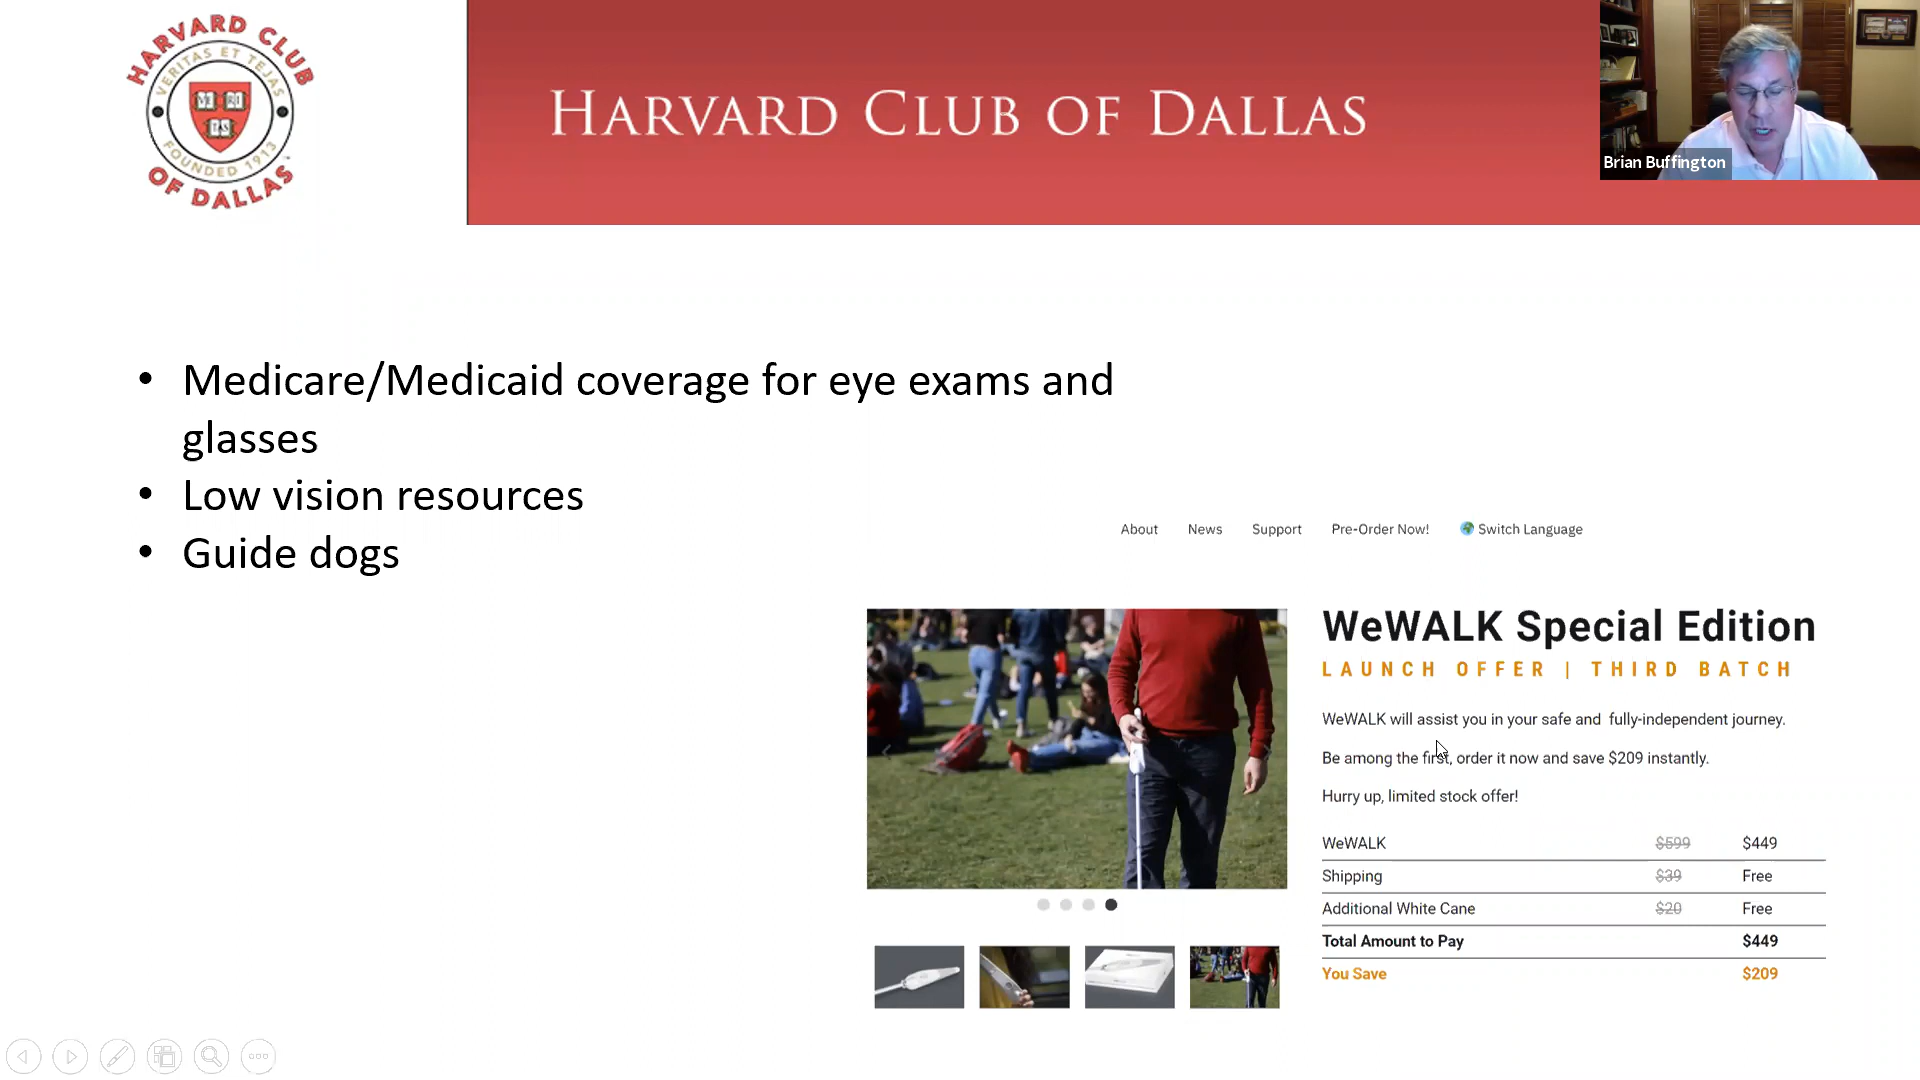 HARVARD CLUB
VERITAS ET TEJAS
VE RI
TAS
FOUNDED 1913
OF DALLAS
HARVARD CLUB OF DALLAS
Brian Buffington
• Medicare/Medicaid coverage for eye exams and
glasses
• Low vision resources
• Guide dogs
About News Support Pre-Order Now! Switch Language
WeWALK Special Edition
LAUNCH OFFER | THIRD BATCH
WeWALK will assist you in your safe and fully-independent journey.
Be among the first, order it now and save $209 instantly.
Hurry up, limited stock offer!
WeWALK $599 $449
Shipping $39 Free
Additional White Cane $20 Free
Total Amount to Pay $449
You Save $209